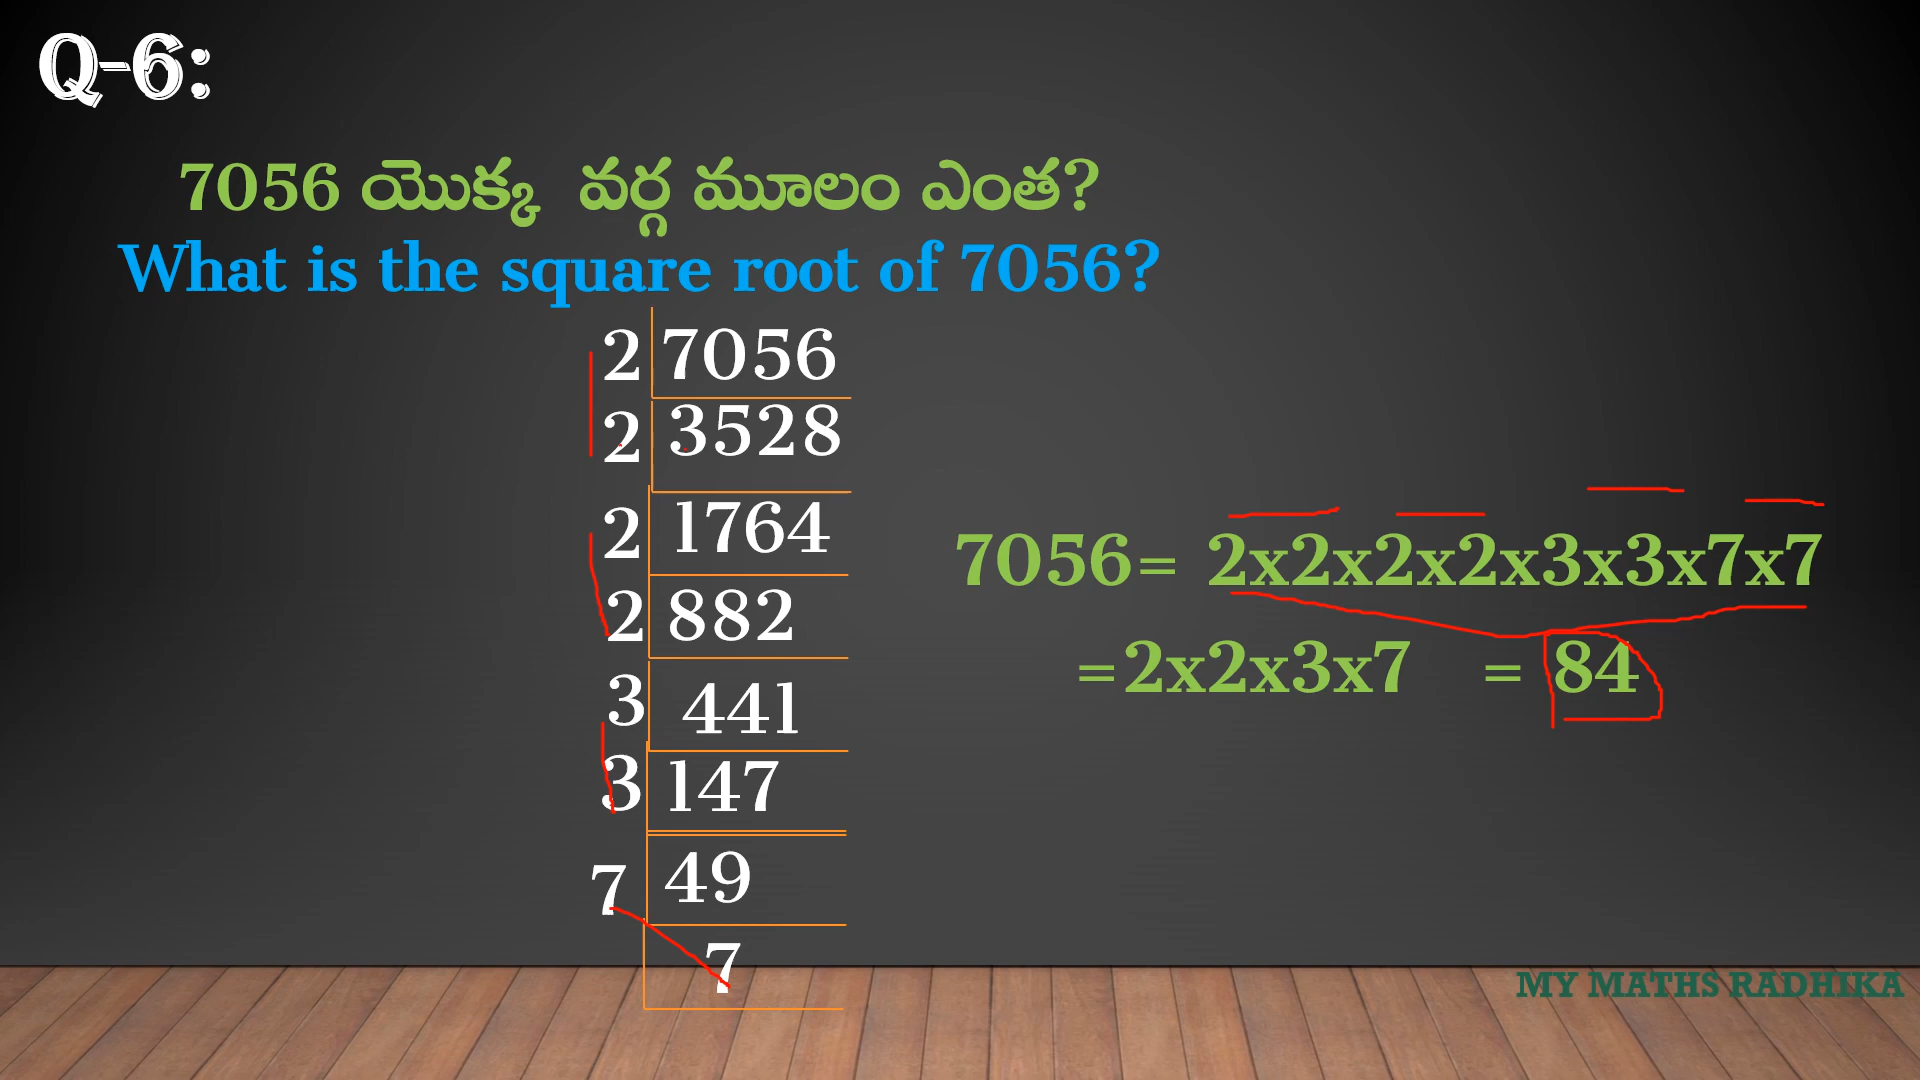 Q-6:
7056 యొక్క వర్గ మూలం ఎంత?
What is the square root of 7056?
2 7056
2 3528
2 1764
2 882
3 441
3 147
7 49
7
7056= 2x2x2x2x3x3x7x7
=2x2x3x7 = 84
MY MATHS RADHIKA